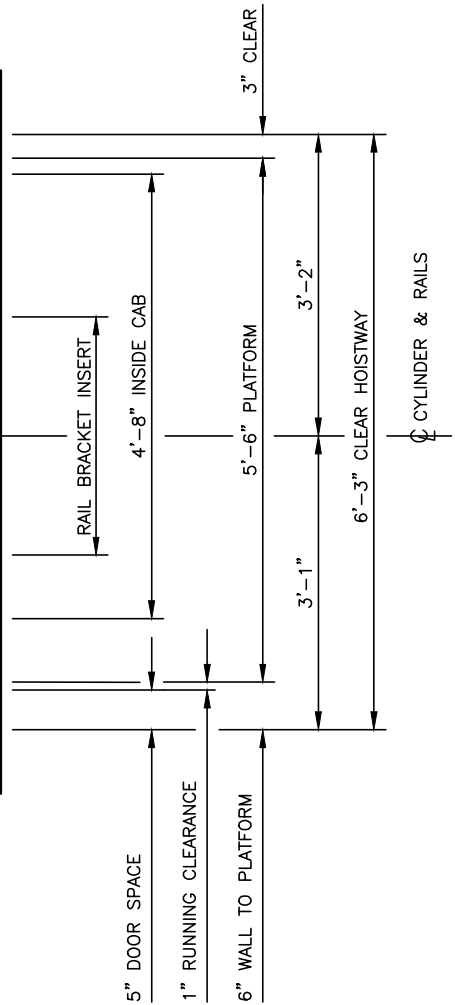 RAIL BRACKET INSERT
4'-8" INSIDE CAB
5" DOOR SPACE
1" RUNNING CLEARANCE
6" WALL TO PLATFORM
5'-6" PLATFORM
3" CLEAR
3'-1"
3'-2"
6'-3" CLEAR HOISTWAY
℄ CYLINDER & RAILS